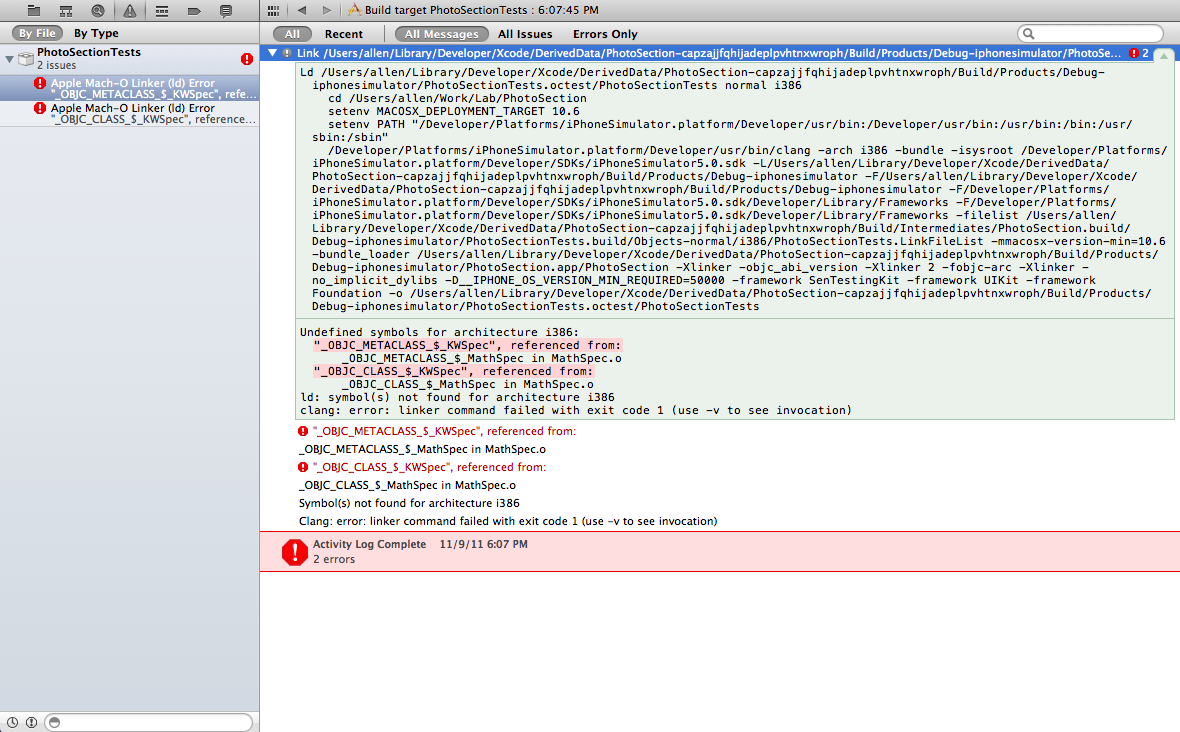 Build target PhotoSectionTests : 6:07:45 PM
By File By Type
All Recent All Messages All Issues Errors Only
PhotoSectionTests
2 issues
Apple Mach-O Linker (ld) Error
"_OBJC_METACLASS_$_KWSpec", refe...
Apple Mach-O Linker (ld) Error
"_OBJC_CLASS_$_KWSpec", reference...
Link /Users/allen/Library/Developer/Xcode/DerivedData/PhotoSection-capzajjfqhijadeplpvhtnxwroph/Build/Products/Debug-iphonesimulator/PhotoSe... 2
Ld /Users/allen/Library/Developer/Xcode/DerivedData/PhotoSection-capzajjfqhijadeplpvhtnxwroph/Build/Products/Debug-
iphonesimulator/PhotoSectionTests.octest/PhotoSectionTests normal i386
cd /Users/allen/Work/Lab/PhotoSection
setenv MACOSX_DEPLOYMENT_TARGET 10.6
setenv PATH "/Developer/Platforms/iPhoneSimulator.platform/Developer/usr/bin:/Developer/usr/bin:/usr/bin:/bin:/usr/
sbin:/sbin"
/Developer/Platforms/iPhoneSimulator.platform/Developer/usr/bin/clang -arch i386 -bundle -isysroot /Developer/Platforms/
iPhoneSimulator.platform/Developer/SDKs/iPhoneSimulator5.0.sdk -L/Users/allen/Library/Developer/Xcode/DerivedData/
PhotoSection-capzajjfqhijadeplpvhtnxwroph/Build/Products/Debug-iphonesimulator -F/Users/allen/Library/Developer/Xcode/
DerivedData/PhotoSection-capzajjfqhijadeplpvhtnxwroph/Build/Products/Debug-iphonesimulator -F/Developer/Platforms/
iPhoneSimulator.platform/Developer/SDKs/iPhoneSimulator5.0.sdk/Developer/Library/Frameworks -F/Developer/Platforms/
iPhoneSimulator.platform/Developer/SDKs/iPhoneSimulator5.0.sdk/Developer/Library/Frameworks -filelist /Users/allen/
Library/Developer/Xcode/DerivedData/PhotoSection-capzajjfqhijadeplpvhtnxwroph/Build/Intermediates/PhotoSection.build/
Debug-iphonesimulator/PhotoSectionTests.build/Objects-normal/i386/PhotoSectionTests.LinkFileList -mmacosx-version-min=10.6
-bundle_loader /Users/allen/Library/Developer/Xcode/DerivedData/PhotoSection-capzajjfqhijadeplpvhtnxwroph/Build/Products/
Debug-iphonesimulator/PhotoSection.app/PhotoSection -Xlinker -objc_abi_version -Xlinker 2 -fobjc-arc -Xlinker -
no_implicit_dylibs -D__IPHONE_OS_VERSION_MIN_REQUIRED=50000 -framework SenTestingKit -framework UIKit -framework
Foundation -o /Users/allen/Library/Developer/Xcode/DerivedData/PhotoSection-capzajjfqhijadeplpvhtnxwroph/Build/Products/
Debug-iphonesimulator/PhotoSectionTests.octest/PhotoSectionTests
Undefined symbols for architecture i386:
"_OBJC_METACLASS_$_KWSpec", referenced from:
_OBJC_METACLASS_$_MathSpec in MathSpec.o
"_OBJC_CLASS_$_KWSpec", referenced from:
_OBJC_CLASS_$_MathSpec in MathSpec.o
ld: symbol(s) not found for architecture i386
clang: error: linker command failed with exit code 1 (use -v to see invocation)
"_OBJC_METACLASS_$_KWSpec", referenced from:
_OBJC_METACLASS_$_MathSpec in MathSpec.o
"_OBJC_CLASS_$_KWSpec", referenced from:
_OBJC_CLASS_$_MathSpec in MathSpec.o
Symbol(s) not found for architecture i386
Clang: error: linker command failed with exit code 1 (use -v to see invocation)
Activity Log Complete 11/9/11 6:07 PM
2 errors